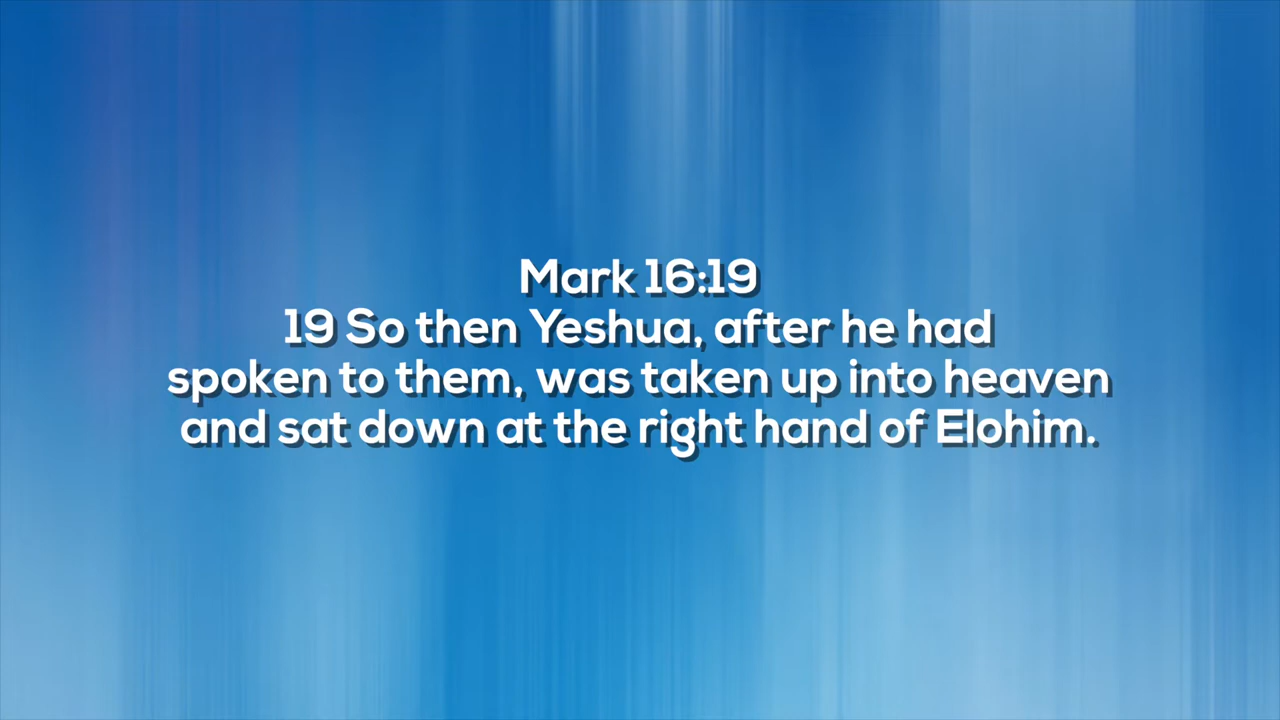 Mark 16:19
19 So then Yeshua, after he had
spoken to them, was taken up into heaven
and sat down at the right hand of Elohim.